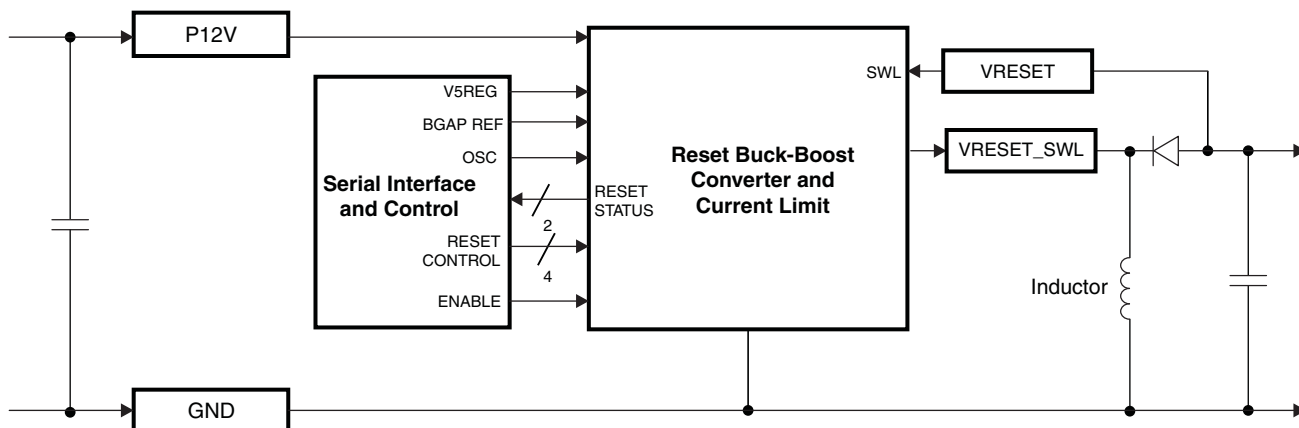 P12V
V5REG
BGAP REF
OSC
Serial Interface
and Control
RESET
CONTROL
ENABLE
2
4
RESET
STATUS
Reset Buck-Boost
Converter and
Current Limit
SWL
VRESET
VRESET_SWL
Inductor
GND